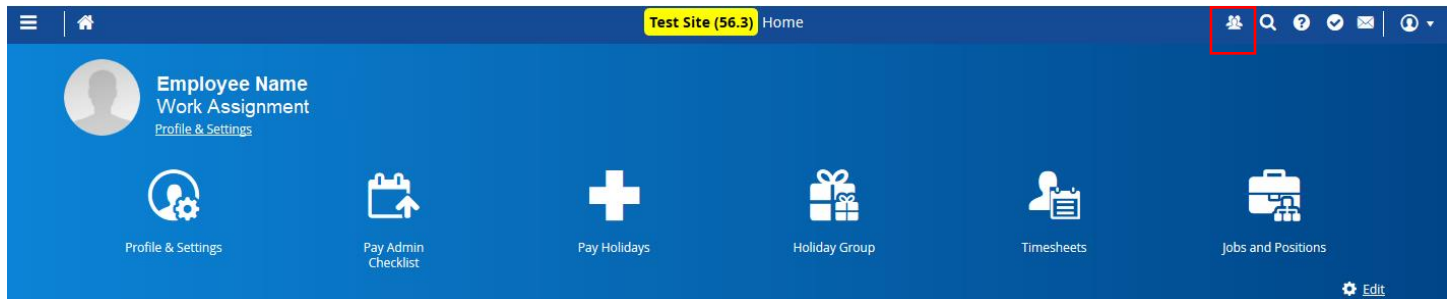 Test Site (56.3) Home
Employee Name
Work Assignment
Profile & Settings
Profile & Settings
Pay Admin
Checklist
Pay Holidays
Holiday Group
Timesheets
Jobs and Positions
Edit